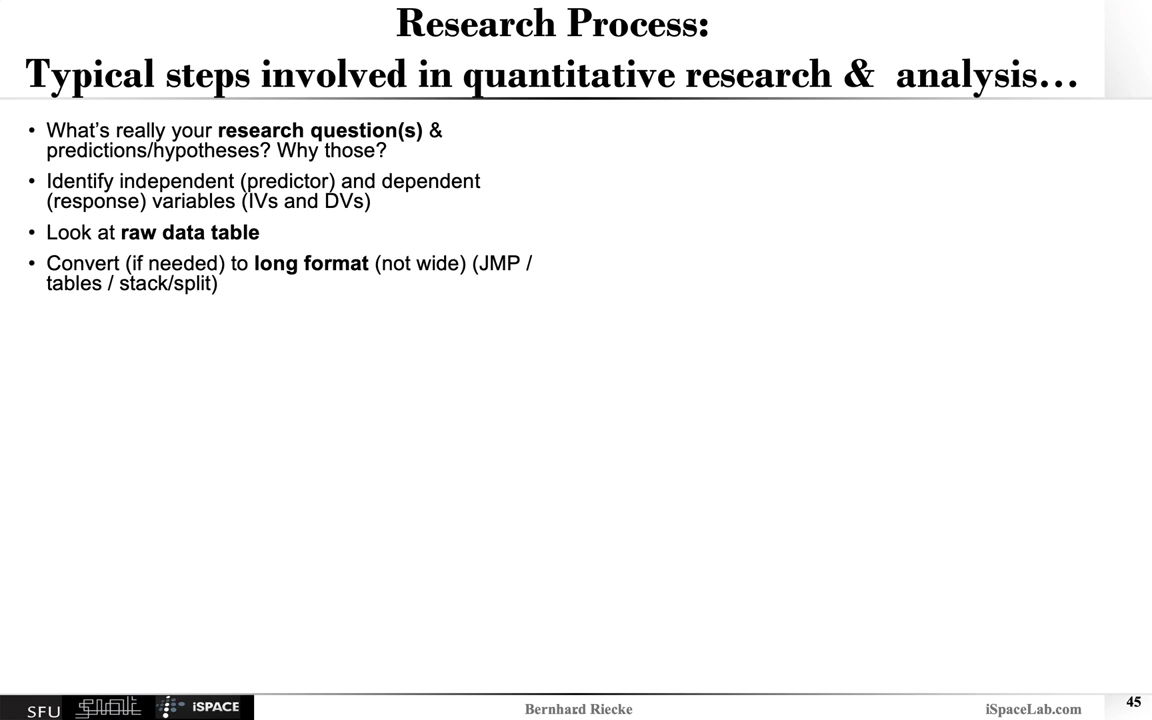 Research Process:
Typical steps involved in quantitative research & analysis…
• What's really your research question(s) &
predictions/hypotheses? Why those?
• Identify independent (predictor) and dependent
(response) variables (IVs and DVs)
• Look at raw data table
• Convert (if needed) to long format (not wide) (JMP /
tables / stack/split)
SFU
iSPACE
Bernhard Riecke
iSpaceLab.com
45